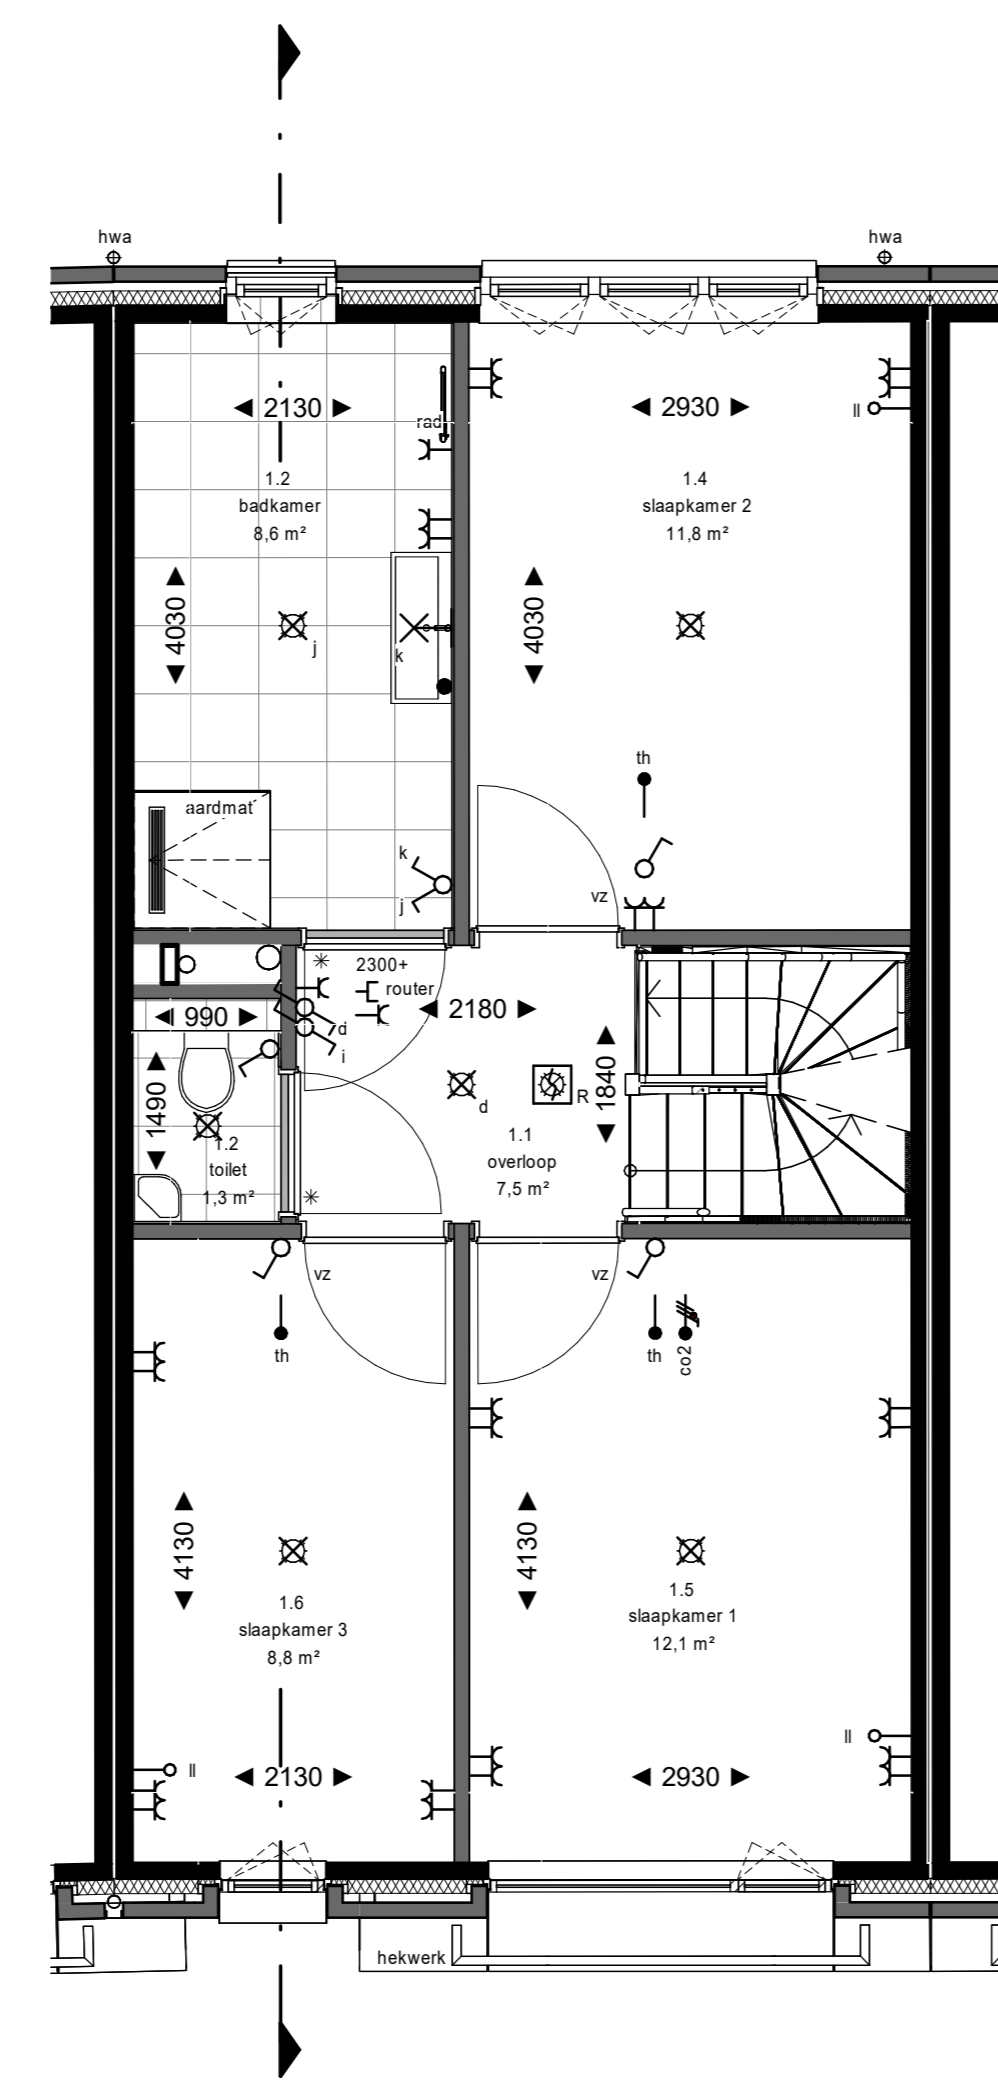 hwa
hwa
2130
2930
ll
rad
1.2
badkamer
8,6 m²
1.4
slaapkamer 2
11,8 m²
4030
4030
j
k
th
aardmat
k
j
vz
2300+
router
990
2180
d
i
1490
1840
d
R
1.2
toilet
1,3 m²
1.1
overloop
7,5 m²
vz
vz
th
th
co2
4130
4130
1.6
slaapkamer 3
8,8 m²
1.5
slaapkamer 1
12,1 m²
ll
ll
2130
2930
hekwerk